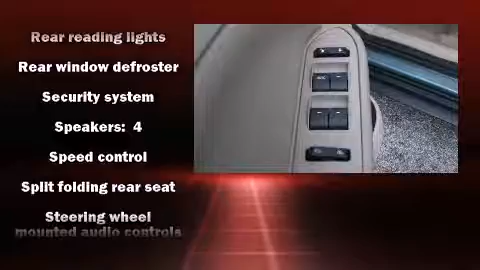 Rear reading lights
Rear window defroster
Security system
Speakers: 4
Speed control
Split folding rear seat
Steering wheel
mounted audio controls